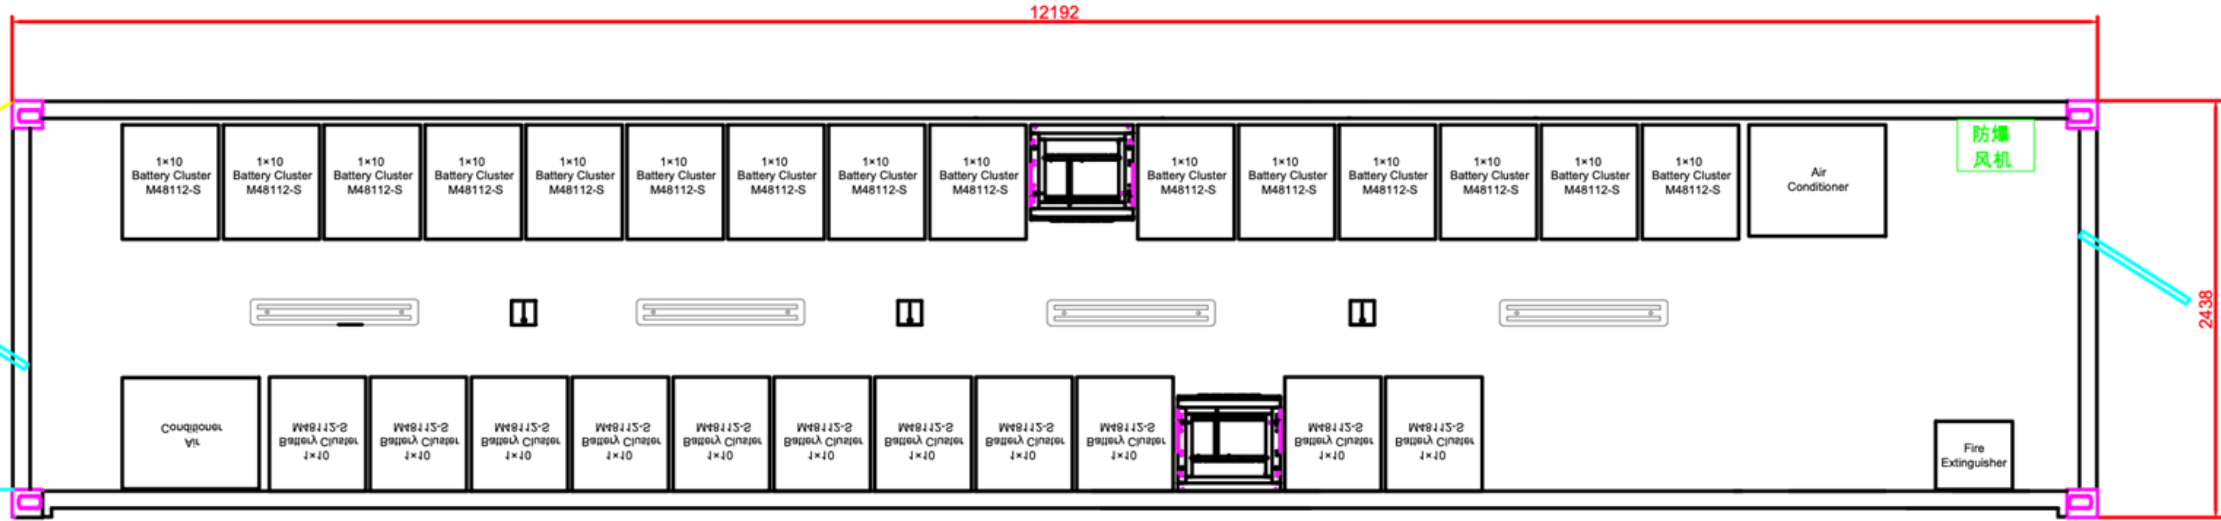 12192
1×10
Battery Cluster
M48112-S
1×10
Battery Cluster
M48112-S
1×10
Battery Cluster
M48112-S
1×10
Battery Cluster
M48112-S
1×10
Battery Cluster
M48112-S
1×10
Battery Cluster
M48112-S
1×10
Battery Cluster
M48112-S
1×10
Battery Cluster
M48112-S
1×10
Battery Cluster
M48112-S
1×10
Battery Cluster
M48112-S
1×10
Battery Cluster
M48112-S
1×10
Battery Cluster
M48112-S
1×10
Battery Cluster
M48112-S
1×10
Battery Cluster
M48112-S
1×10
Battery Cluster
M48112-S
Air
Conditioner
防爆
风机
2438
Conditioner
Air
M48112-S
Battery Cluster
1×10
M48112-S
Battery Cluster
1×10
M48112-S
Battery Cluster
1×10
M48112-S
Battery Cluster
1×10
M48112-S
Battery Cluster
1×10
M48112-S
Battery Cluster
1×10
M48112-S
Battery Cluster
1×10
M48112-S
Battery Cluster
1×10
M48112-S
Battery Cluster
1×10
M48112-S
Battery Cluster
1×10
M48112-S
Battery Cluster
1×10
Fire
Extinguisher